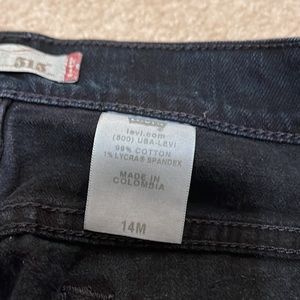 515
levi.com
(800) USA-LEVI
99% COTTON
1% LYCRA® SPANDEX
MADE IN
COLOMBIA
14M